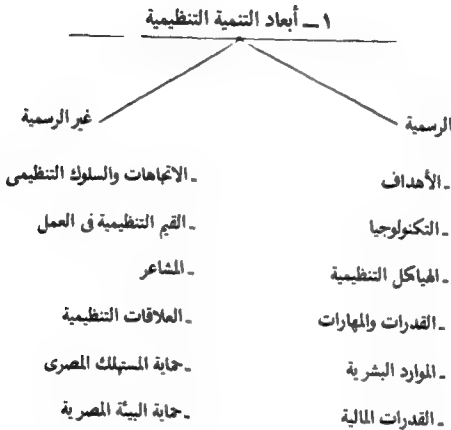 ١ – أبعاد التنمية التنظيمية
الرسمية
- الأهداف
- التكنولوجيا
- الهياكل التنظيمية
- القدرات والمهارات
- الموارد البشرية
- القدرات المالية
غير الرسمية
- الاتجاهات والسلوك التنظيمى
- القيم التنظيمية فى العمل
- المشاعر
- العلاقات التنظيمية
- حماية المستهلك المصرى
- حماية البيئة المصرية